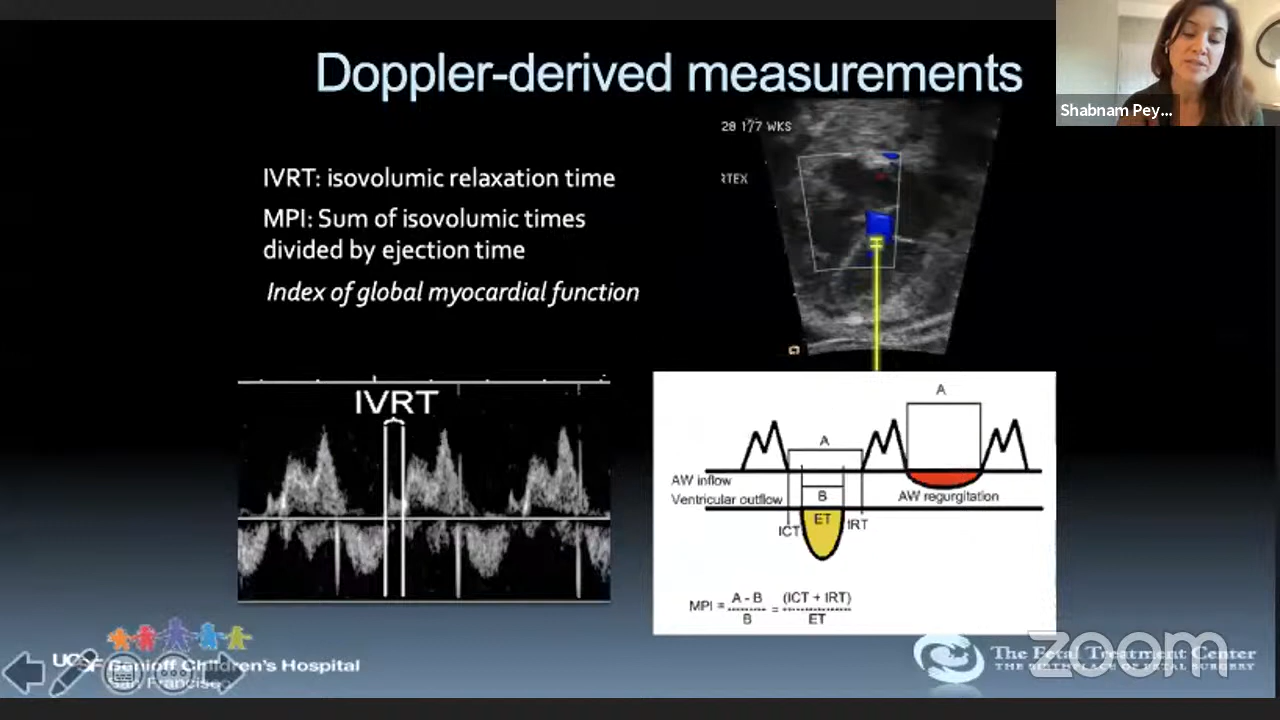 Doppler-derived measurements
Shabnam Pey...
28 1/7 WKS
RTEX
IVRT: isovolumic relaxation time
MPI: Sum of isovolumic times
divided by ejection time
Index of global myocardial function
IVRT
A
A
AW inflow
B
AW regurgitation
Ventricular outflow
ET
ICT
IRT
MPI = A - B / B = (ICT + IRT) / ET
UCSF Benioff Children's Hospital
San Francisco
The Fetal Treatment Center
THE BIRTHPLACE OF FETAL SURGERY
zoom